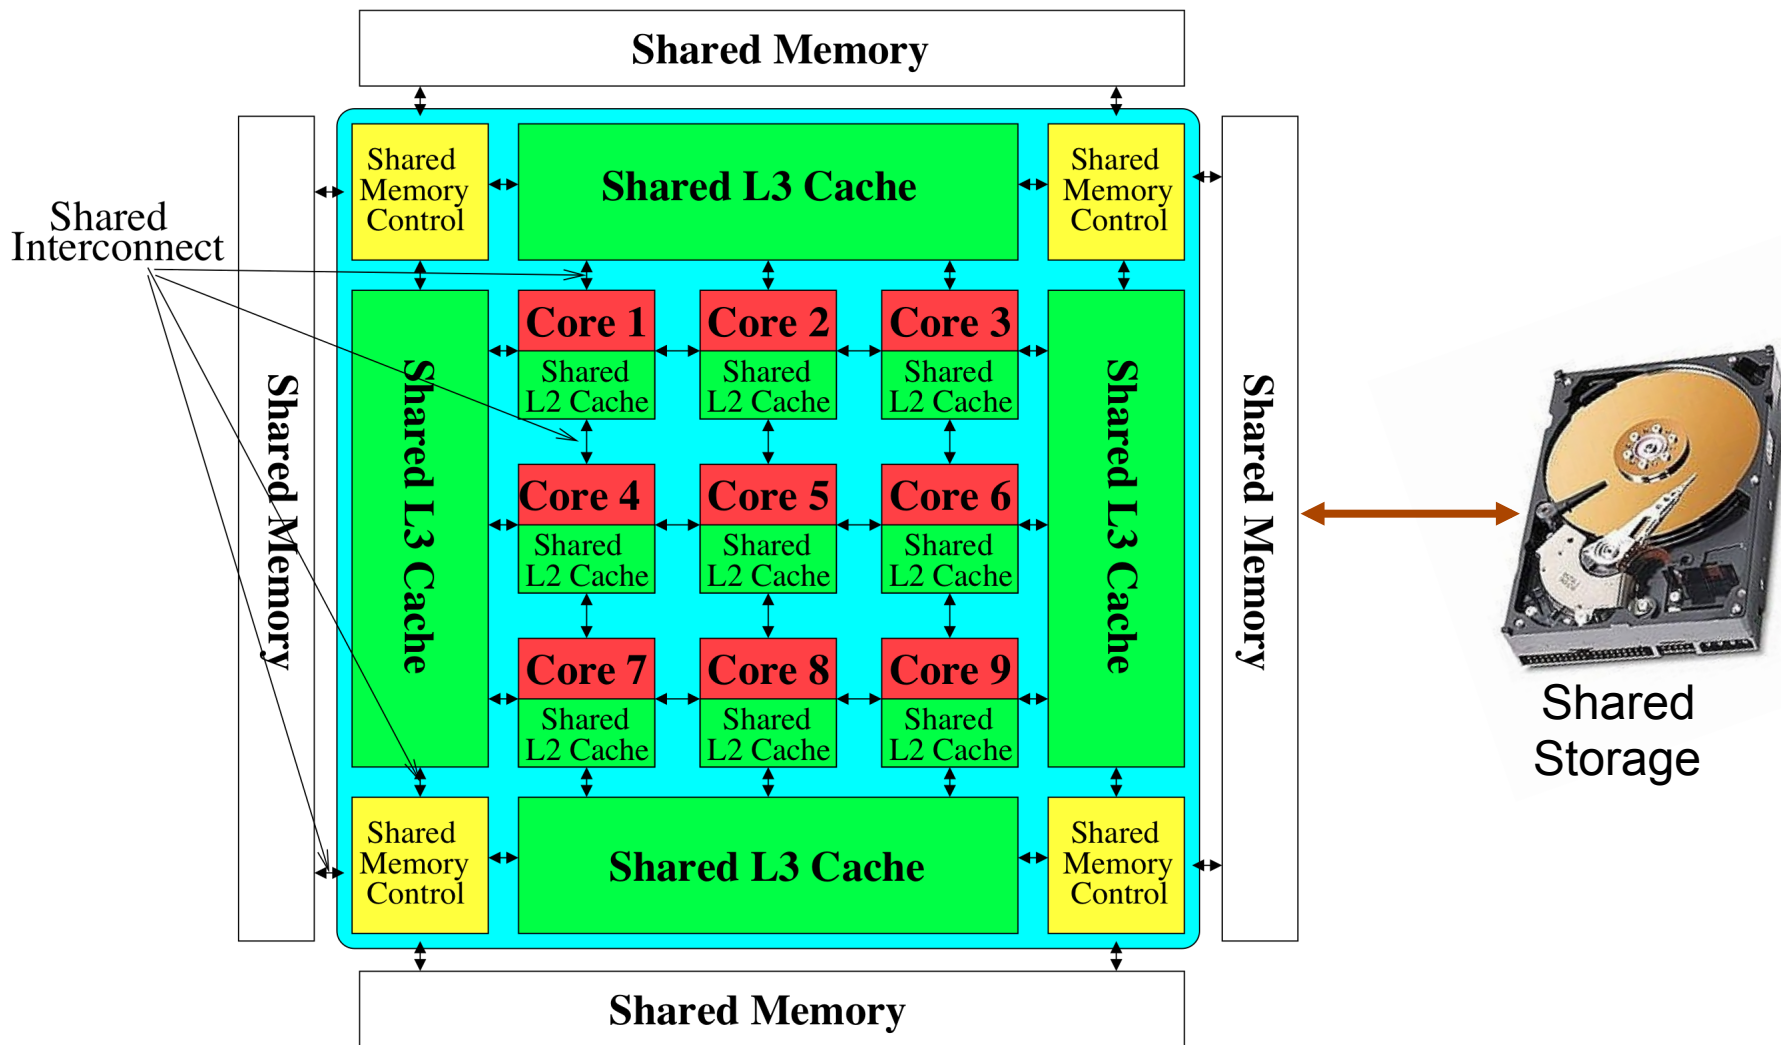 Shared Memory
Shared
Memory
Control
Shared L3 Cache
Shared
Memory
Control
Shared
Interconnect
Shared Memory
Shared L3 Cache
Core 1
Shared
L2 Cache
Core 2
Shared
L2 Cache
Core 3
Shared
L2 Cache
Core 4
Shared
L2 Cache
Core 5
Shared
L2 Cache
Core 6
Shared
L2 Cache
Core 7
Shared
L2 Cache
Core 8
Shared
L2 Cache
Core 9
Shared
L2 Cache
Shared L3 Cache
Shared Memory
Shared
Storage
Shared
Memory
Control
Shared L3 Cache
Shared
Memory
Control
Shared Memory